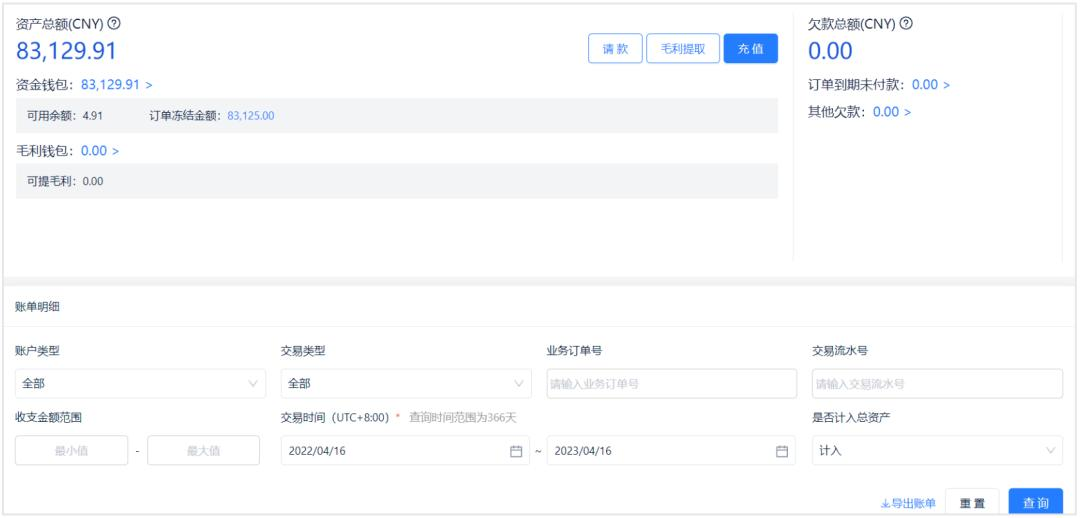 资产总额(CNY)
83,129.91
请 款 毛利提取 充 值
资金钱包：83,129.91 >
可用余额：4.91 订单冻结金额：83,125.00
毛利钱包：0.00 >
可提毛利：0.00
欠款总额(CNY)
0.00
订单到期未付款：0.00 >
其他欠款：0.00 >
账单明细
账户类型 交易类型 业务订单号 交易流水号
全部 全部 请输入业务订单号 请输入交易流水号
收支金额范围 交易时间（UTC+8:00）* 查询时间范围为366天 是否计入总资产
最小值 - 最大值 2022/04/16 ~ 2023/04/16 计入
导出账单 重 置 查 询